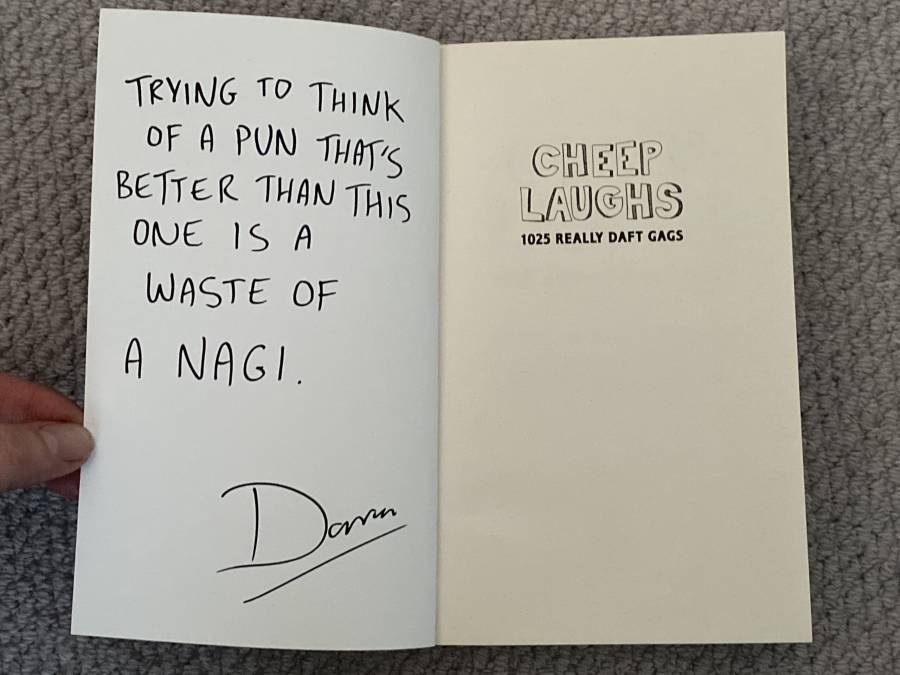 TRYING TO THINK
OF A PUN THAT'S
BETTER THAN THIS
ONE IS A
WASTE OF
A NAGI.
CHEEP
LAUGHS
1025 REALLY DAFT GAGS